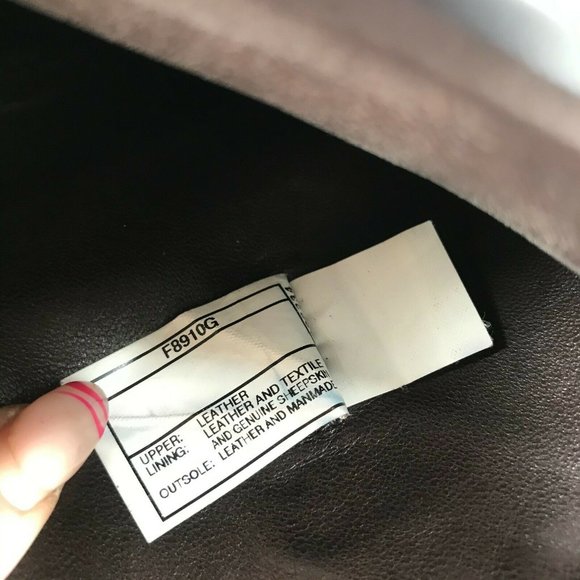 F8910G
UPPER: LEATHER
LINING: LEATHER AND TEXTILE
AND GENUINE SHEEPSKIN
OUTSOLE: LEATHER AND MANMADE